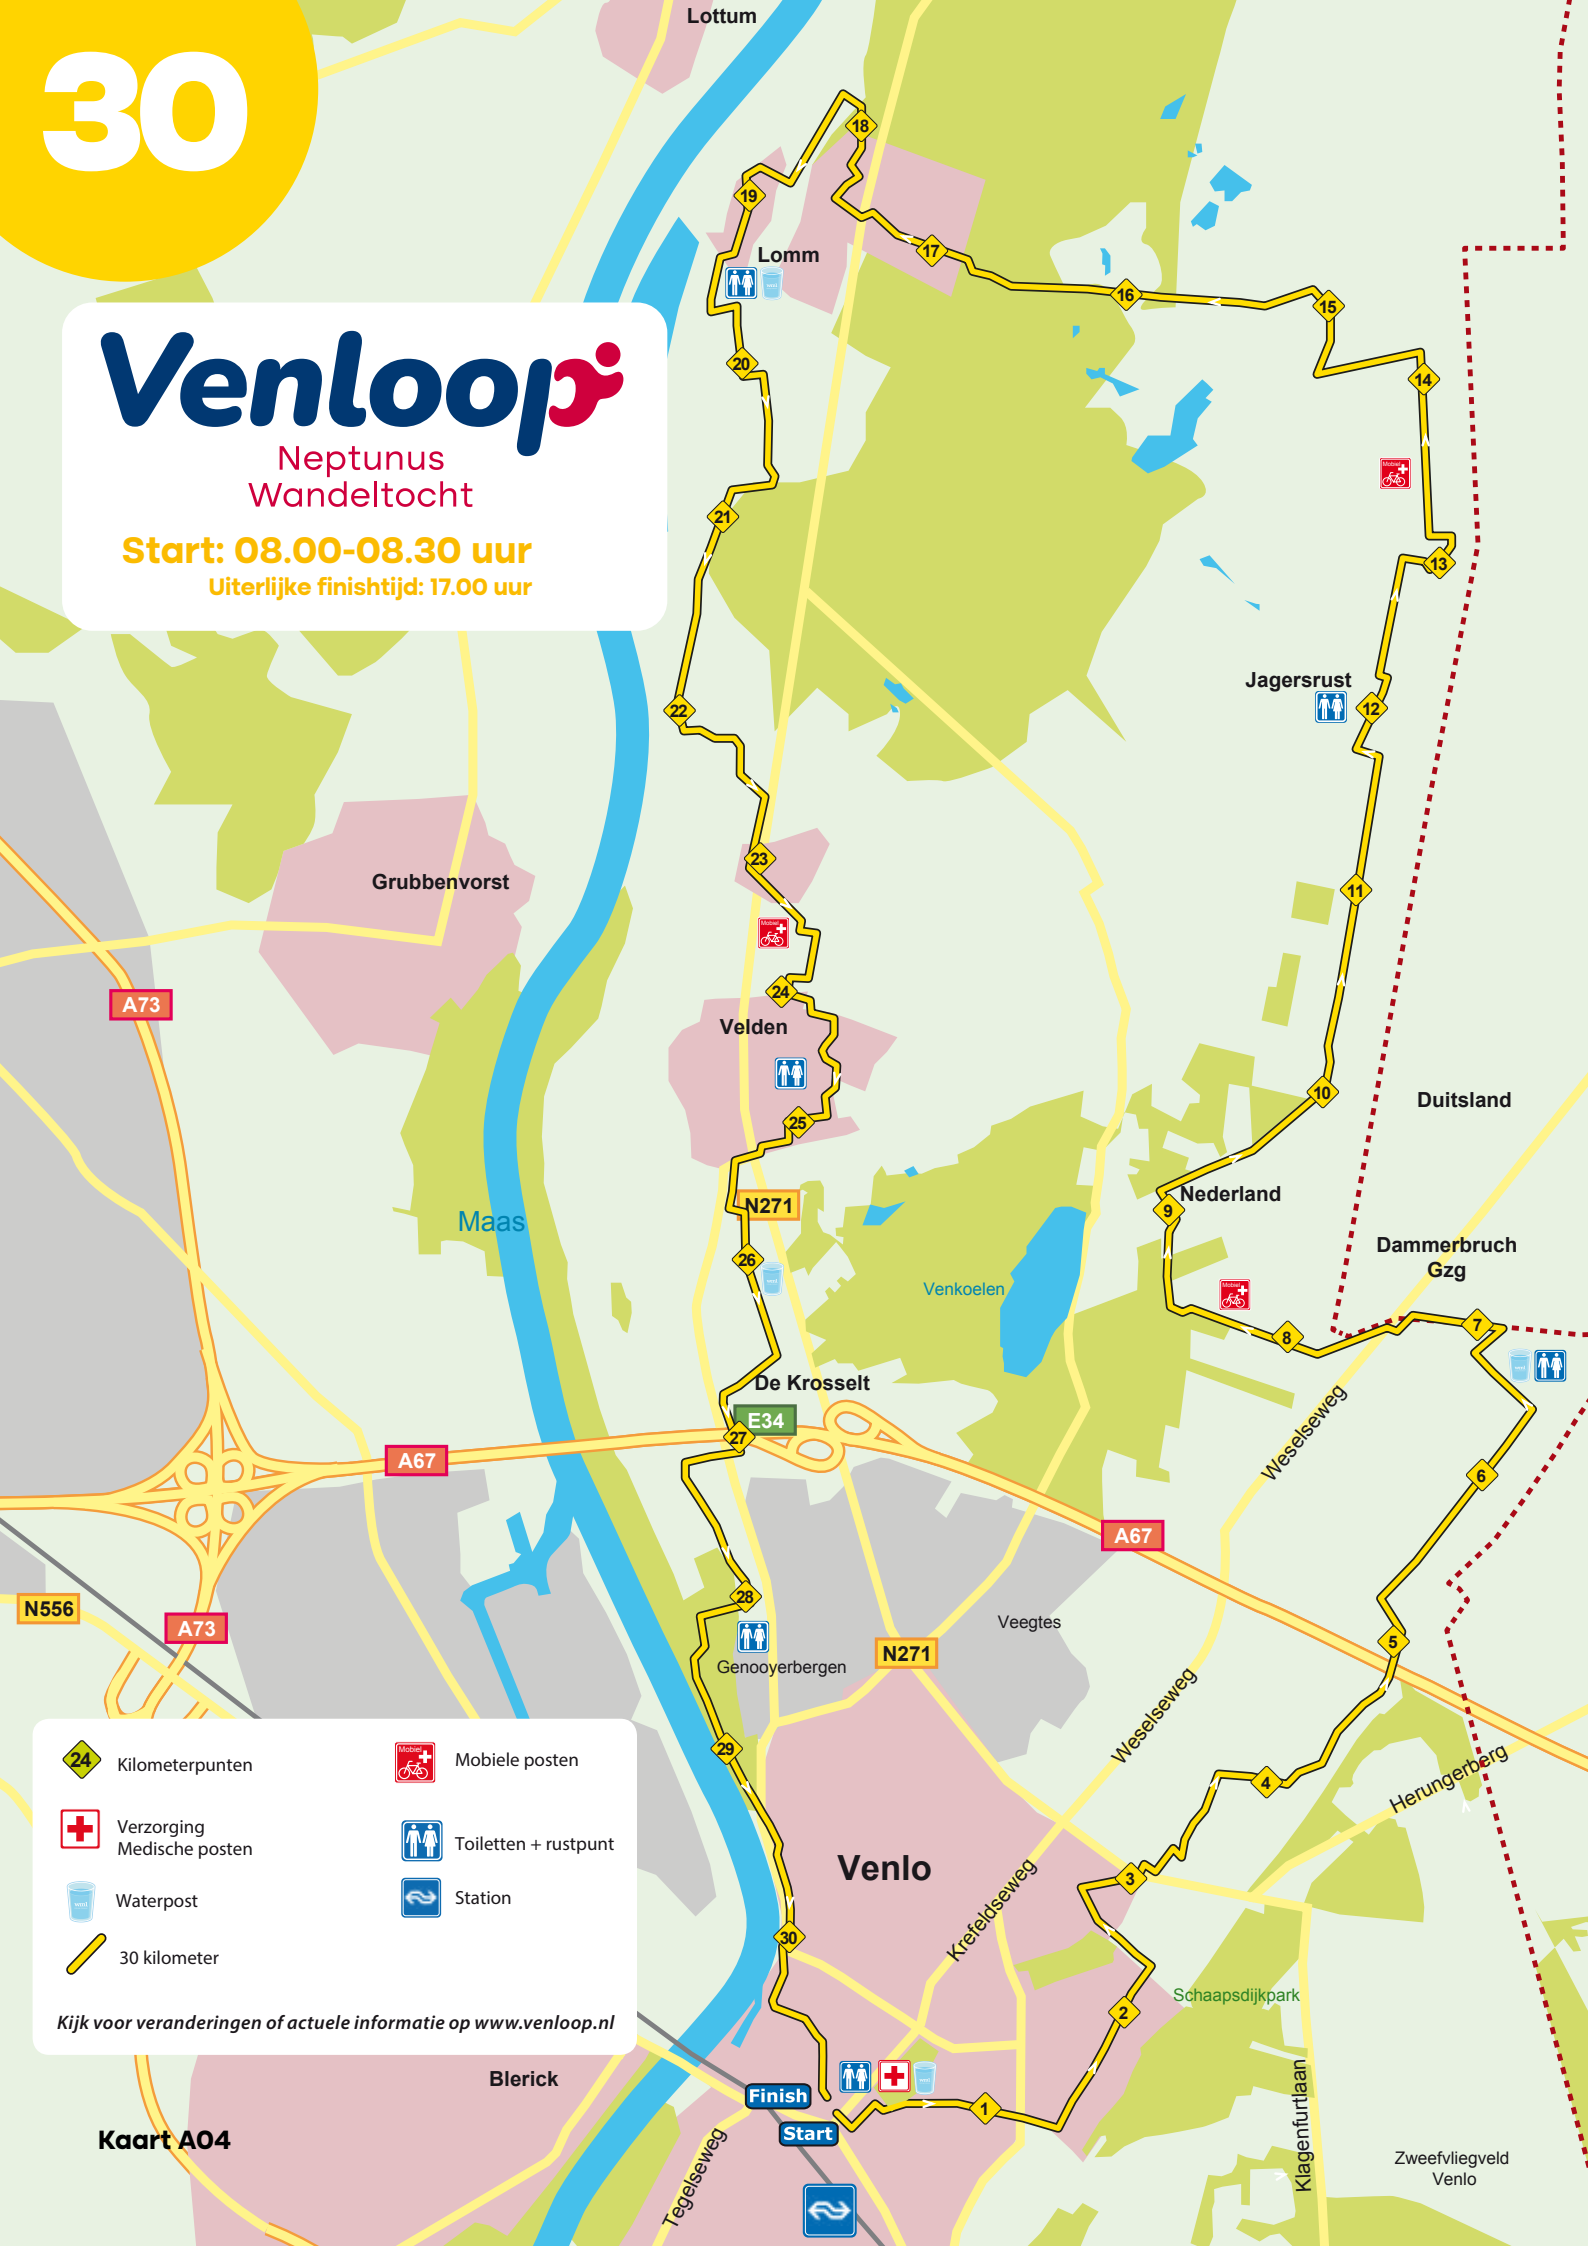 30
Venloop
Neptunus
Wandeltocht
Start: 08.00-08.30 uur
Uiterlijke finishtijd: 17.00 uur
Lottum
18
19
17
Lomm
16
15
20
14
Mobiel
21
13
Jagersrust
22
12
23
Grubbenvorst
11
Mobiel
24
A73
Velden
10
Duitsland
25
Nederland
N271
9
Maas
Dammerbruch
Gzg
26
Venkoelen
Mobiel
8
7
De Krosselt
E34
27
A67
Weselseweg
6
A67
28
N556
A73
Veegtes
Genooyerbergen
N271
5
Weselseweg
29
4
Herungerberg
24
Kilometerpunten
Mobiel
Mobiele posten
Verzorging
Medische posten
Toiletten + rustpunt
Waterpost
Station
30 kilometer
Kijk voor veranderingen of actuele informatie op www.venloop.nl
Venlo
3
Krefeldseweg
30
Schaapsdijkpark
2
Blerick
Finish
Start
1
Klagenfurtlaan
Kaart A04
Tegelseweg
Zweefvliegveld
Venlo